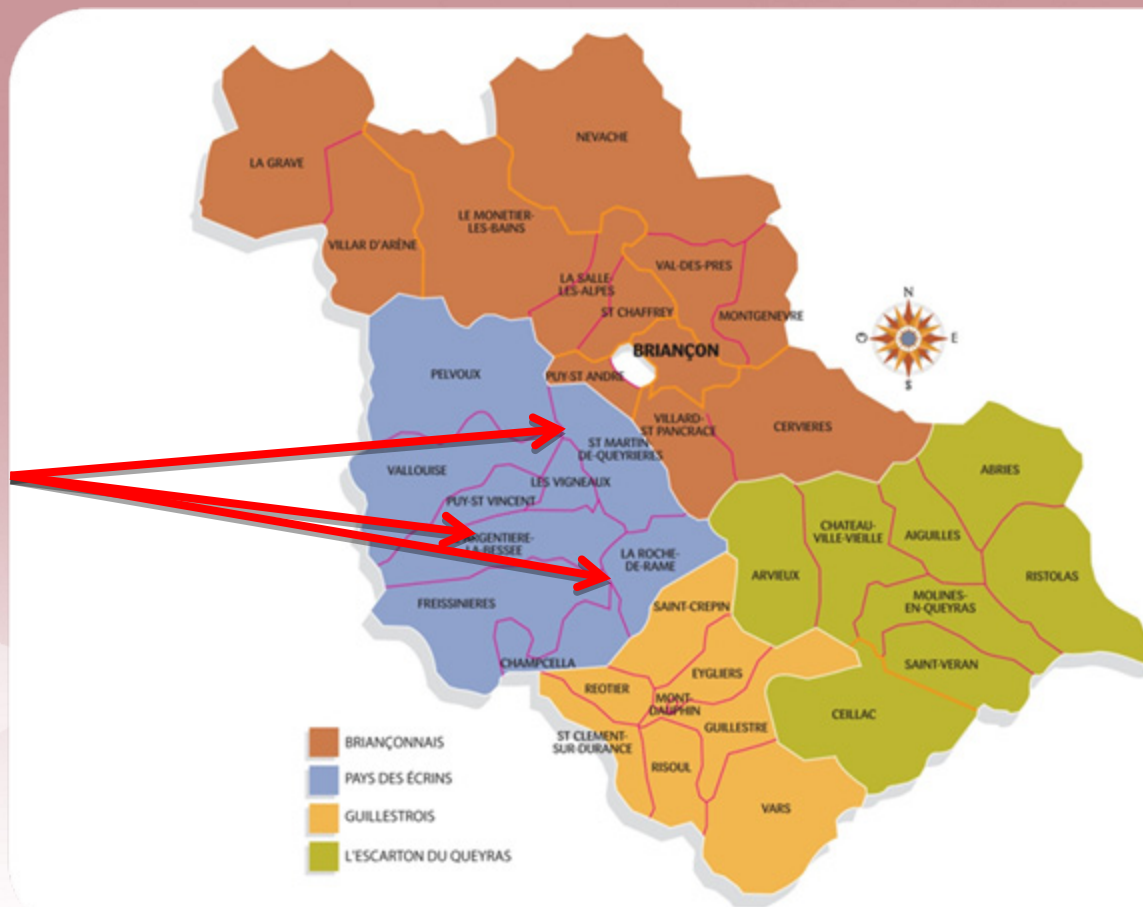 NEVACHE
LA GRAVE
LE MONETIER-
LES-BAINS
VILLAR D'ARÈNE
VAL-DES-PRES
LA SALLE-
LES-ALPES
ST CHAFFREY
MONTGENEVRE
BRIANÇON
N
O
E
S
PELVOUX
PUY-ST ANDRE
VILLARD-
ST PANCRACE
CERVIERES
ST MARTIN
DE-QUEYRIERES
VALLOUISE
LES VIGNEAUX
ABRIES
PUY-ST VINCENT
CHATEAU-
VILLE-VIEILLE
AIGUILLES
ARGENTIERE-
LA-BESSEE
LA ROCHE-
DE-RAME
ARVIEUX
RISTOLAS
FREISSINIERES
SAINT-CREPIN
MOLINES-
EN-QUEYRAS
CHAMPCELLA
EYGLIERS
SAINT-VERAN
REOTIER
MONT-
DAUPHIN
GUILLESTRE
CEILLAC
ST CLEMENT-
SUR-DURANCE
RISOUL
VARS
BRIANÇONNAIS
PAYS DES ÉCRINS
GUILLESTROIS
L'ESCARTON DU QUEYRAS